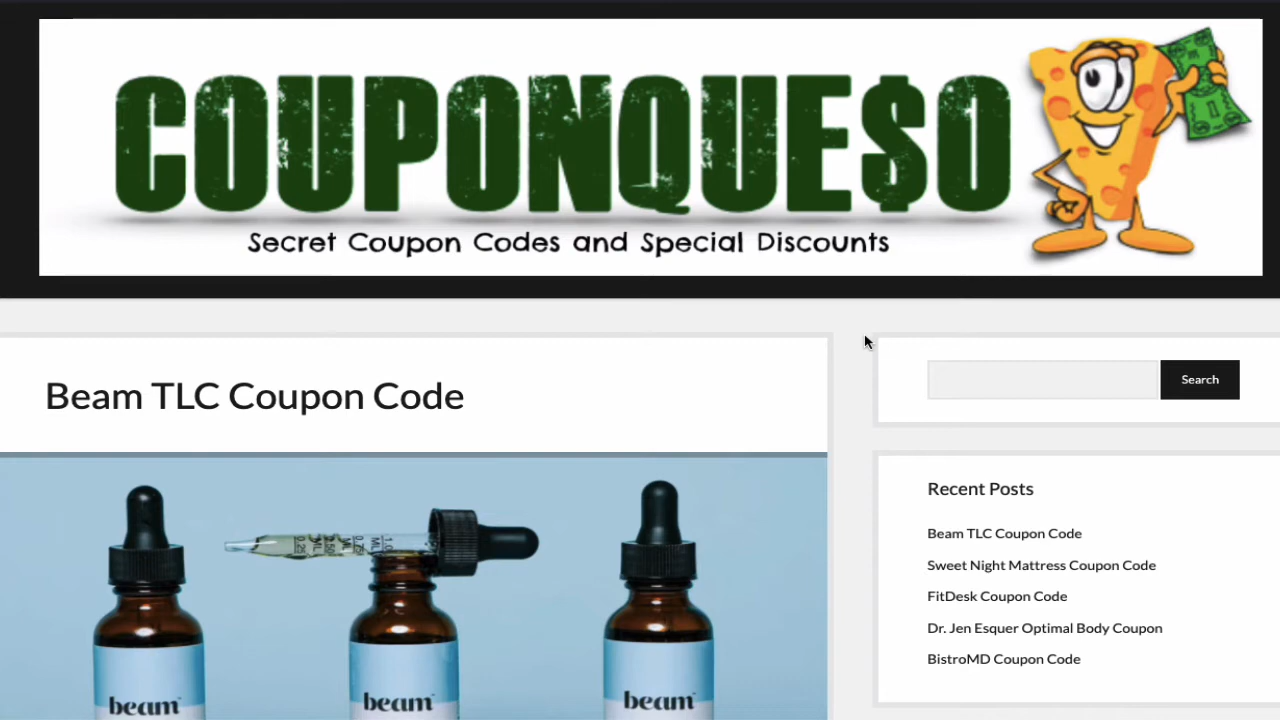 COUPONQUE$O
Secret Coupon Codes and Special Discounts
Beam TLC Coupon Code
Search
Recent Posts
Beam TLC Coupon Code
Sweet Night Mattress Coupon Code
FitDesk Coupon Code
Dr. Jen Esquer Optimal Body Coupon
BistroMD Coupon Code
beam
beam
beam